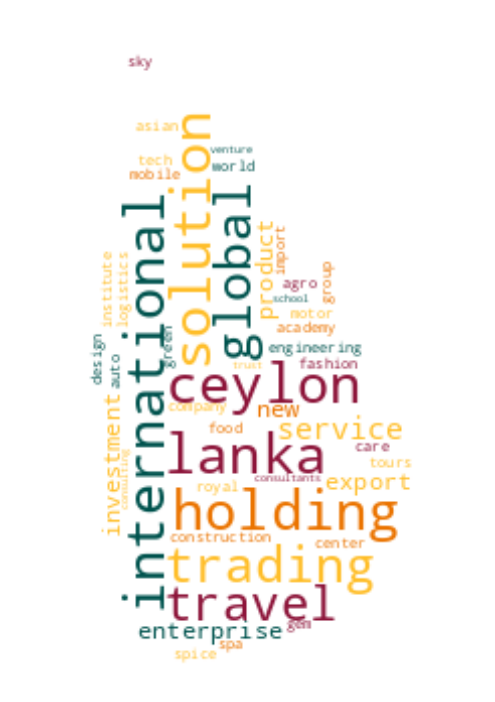 sky
asian
solution
venture
tech
world
mobile
global
international
product
import
institute
logistics
group
agro
school
motor
academy
green
design
auto
engineering
fashion
trust
ceylon
company
new
investment
food
service
lanka
care
consulting
consultants
tours
royal
export
holding
construction
center
trading
travel
enterprise
gem
spa
spice